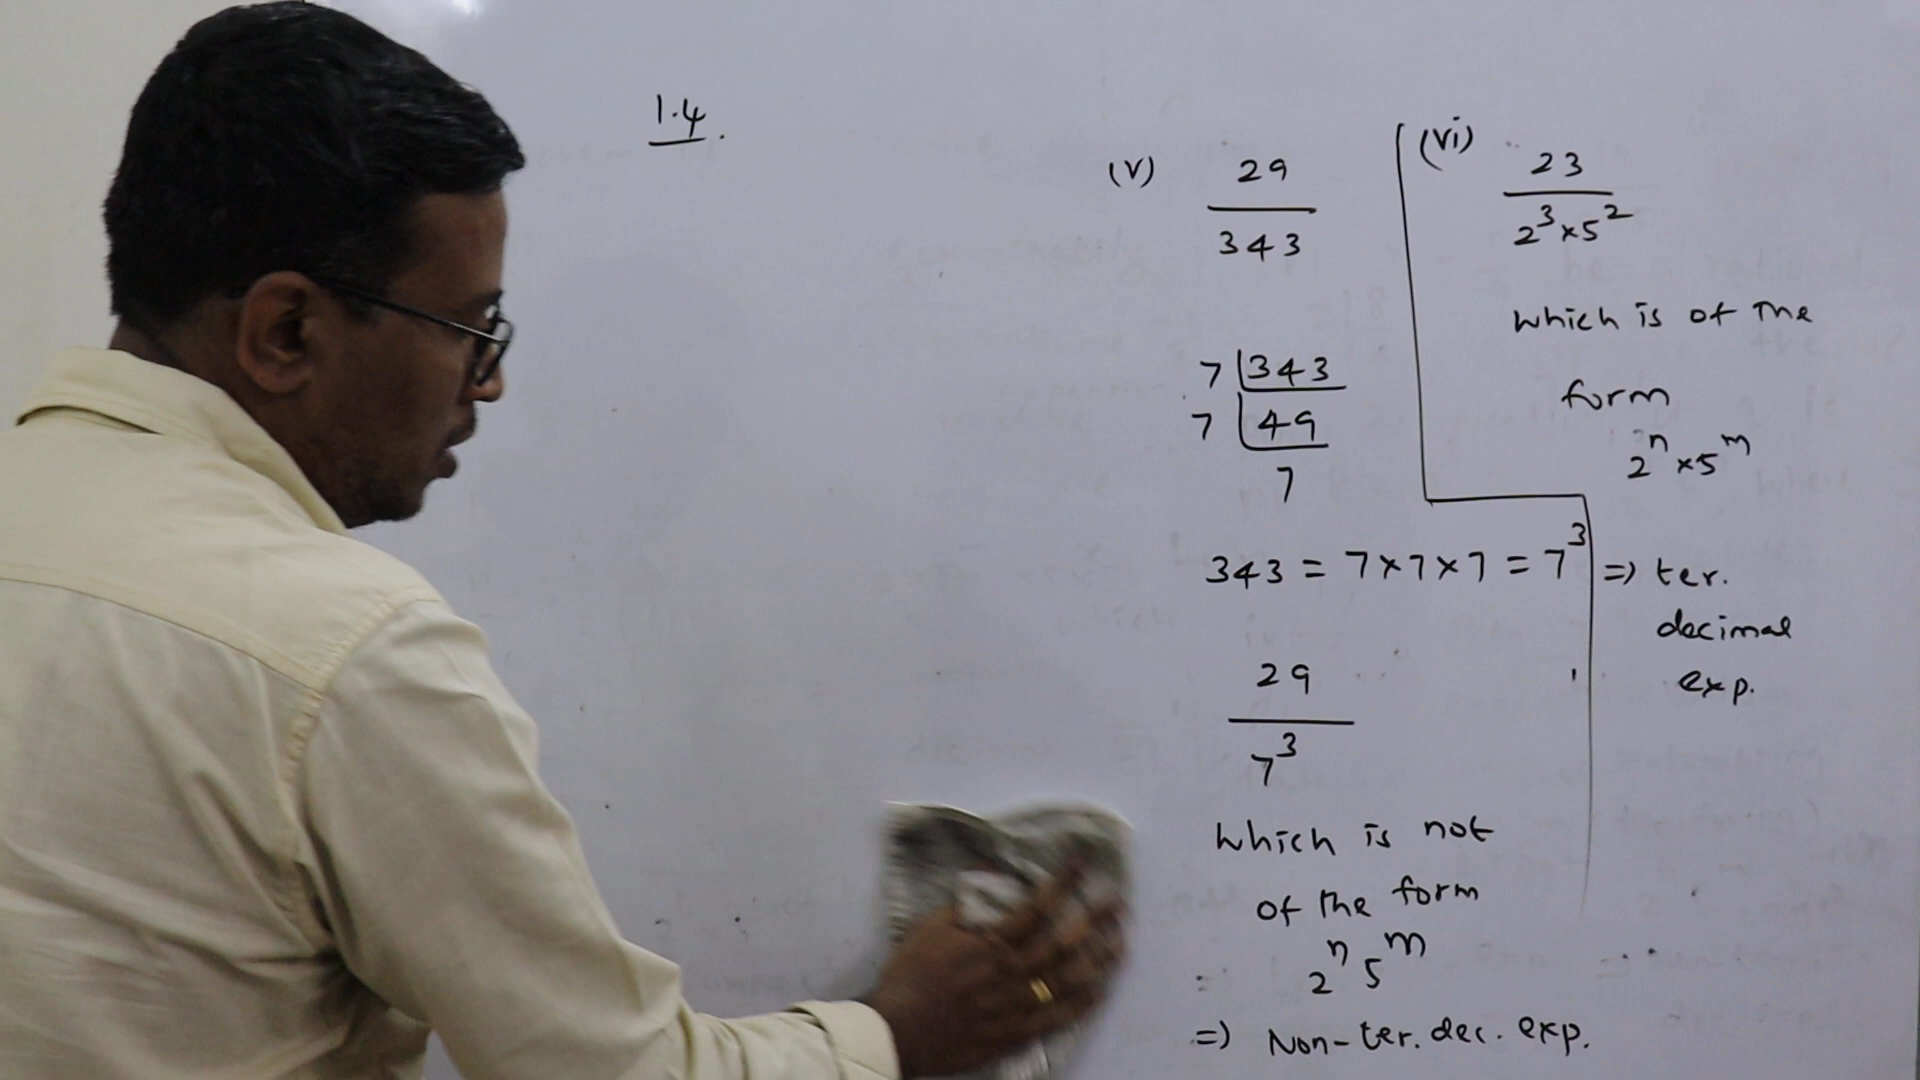 1.4.
(v) 29
343
7 343
7 49
7
343 = 7×7×7 = 7³
29
7³
which is not
of the form
2ⁿ 5ᵐ
=) Non-ter. dec. exp.
(vi) 23
2³×5²
which is of the
form
2ⁿ×5ᵐ
=) ter.
decimal
exp.